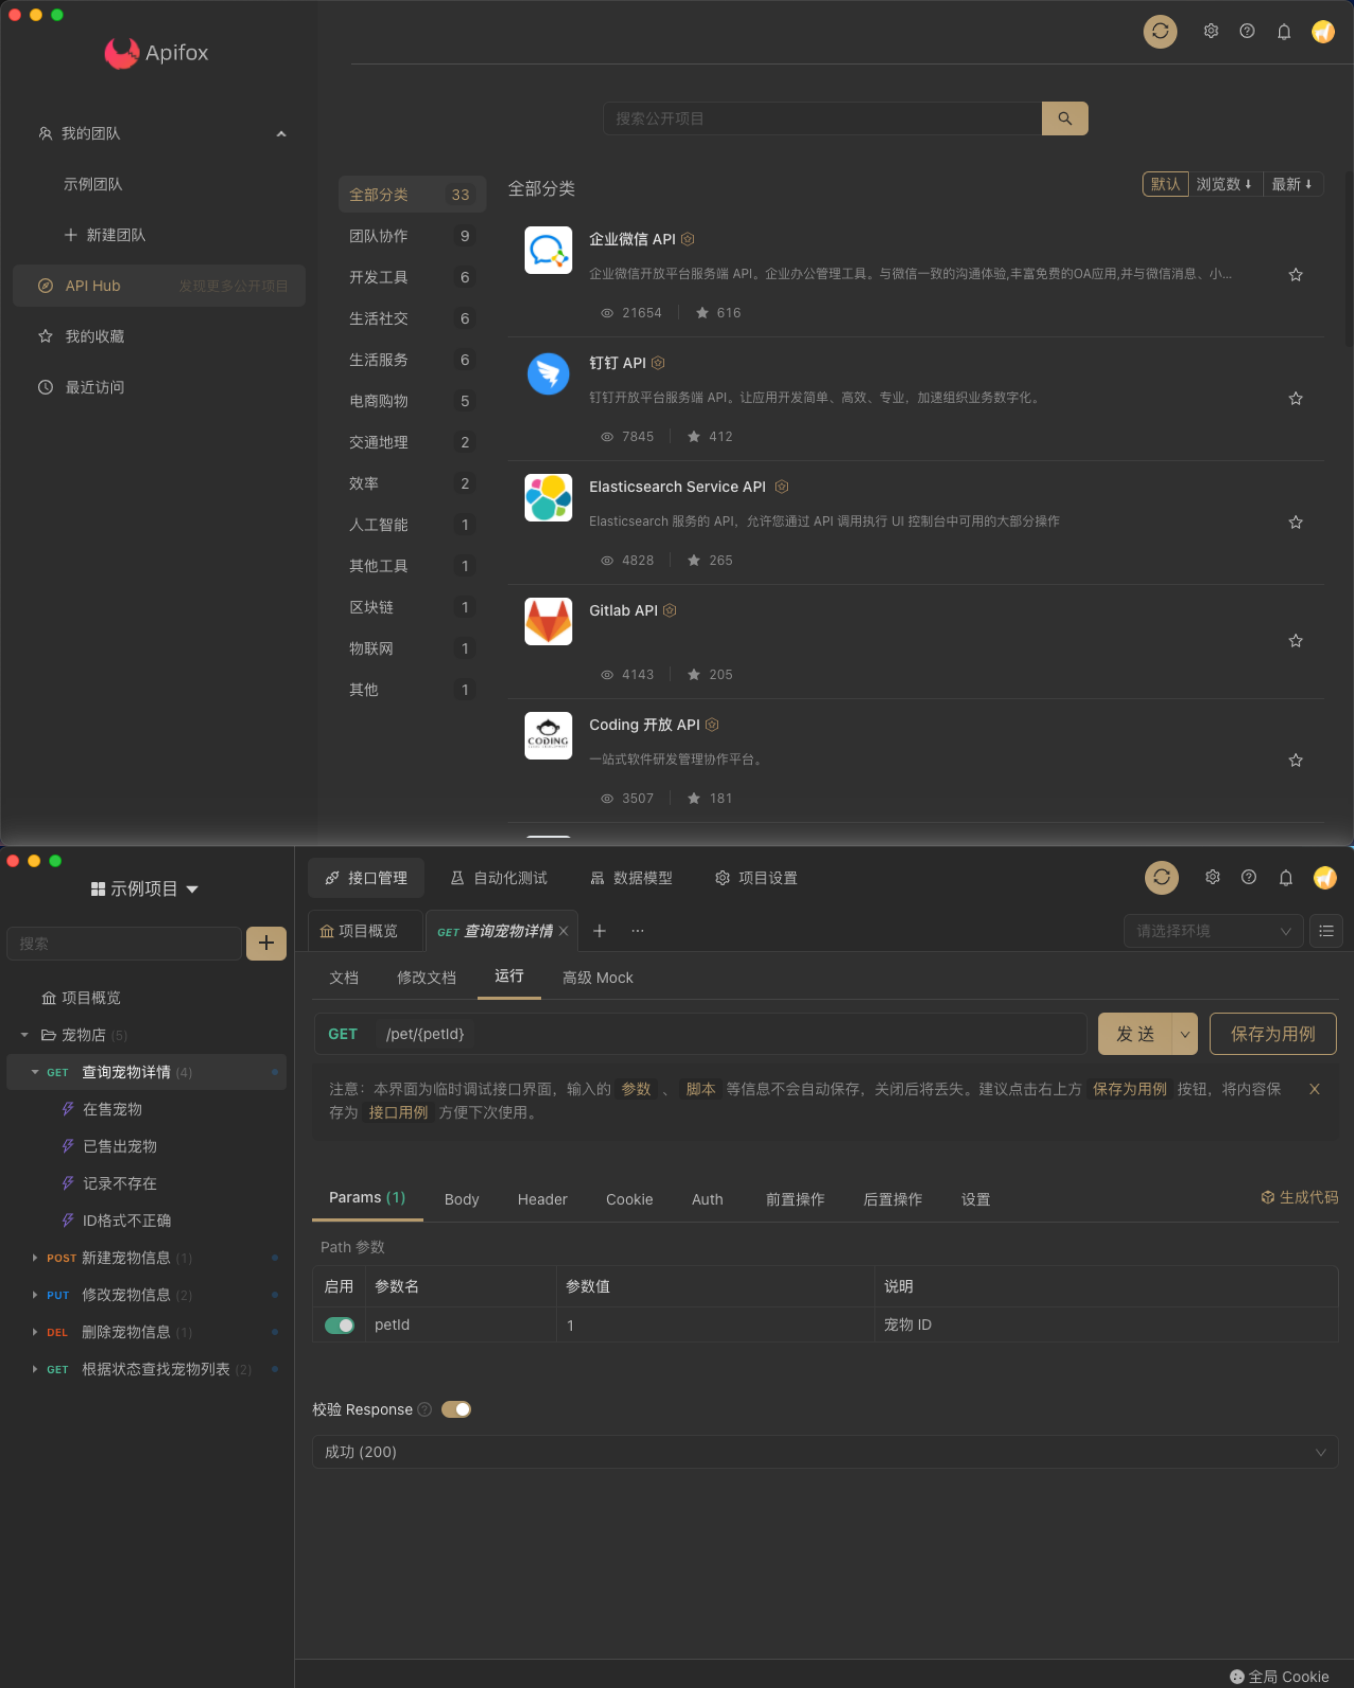 Apifox
我的团队
示例团队
新建团队
API Hub 发现更多公开项目
我的收藏
最近访问
搜索公开项目
全部分类 33
团队协作 9
开发工具 6
生活社交 6
生活服务 6
电商购物 5
交通地理 2
效率 2
人工智能 1
其他工具 1
区块链 1
物联网 1
其他 1
全部分类
默认 浏览数 最新
企业微信 API
企业微信开放平台服务端 API。企业办公管理工具。与微信一致的沟通体验,丰富免费的OA应用,并与微信消息、小...
21654 616
钉钉 API
钉钉开放平台服务端 API。让应用开发简单、高效、专业，加速组织业务数字化。
7845 412
Elasticsearch Service API
Elasticsearch 服务的 API，允许您通过 API 调用执行 UI 控制台中可用的大部分操作
4828 265
Gitlab API
4143 205
CODING
Coding 开放 API
一站式软件研发管理协作平台。
3507 181
示例项目
搜索
项目概览
宠物店 (5)
GET 查询宠物详情 (4)
在售宠物
已售出宠物
记录不存在
ID格式不正确
POST 新建宠物信息 (1)
PUT 修改宠物信息 (2)
DEL 删除宠物信息 (1)
GET 根据状态查找宠物列表 (2)
接口管理 自动化测试 数据模型 项目设置
项目概览 GET 查询宠物详情
请选择环境
文档 修改文档 运行 高级 Mock
GET /pet/{petId}
发 送 保存为用例
注意：本界面为临时调试接口界面，输入的 参数 、 脚本 等信息不会自动保存，关闭后将丢失。建议点击右上方 保存为用例 按钮，将内容保
存为 接口用例 方便下次使用。
Params (1) Body Header Cookie Auth 前置操作 后置操作 设置 生成代码
Path 参数
启用 参数名 参数值 说明
petId 1 宠物 ID
校验 Response
成功 (200)
全局 Cookie